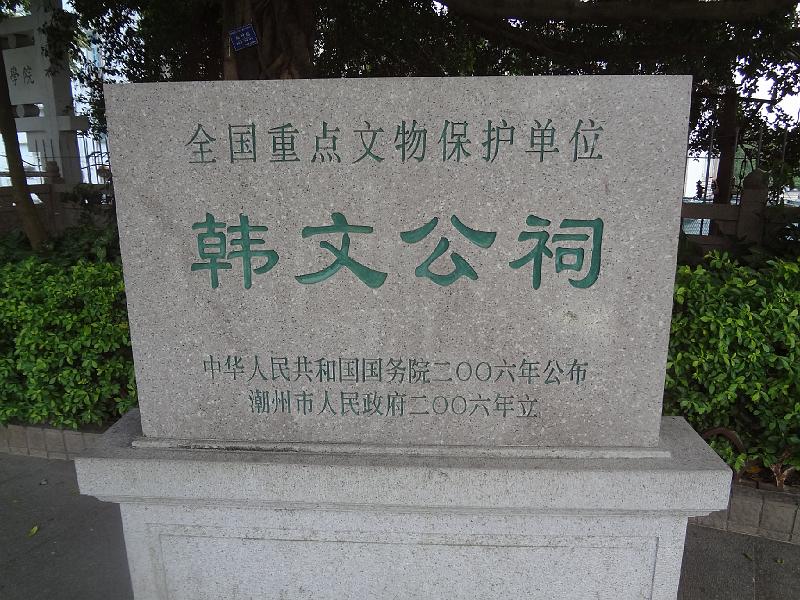 學院
全国重点文物保护单位
韩文公祠
中华人民共和国国务院二〇〇六年公布
潮州市人民政府二〇〇六年立